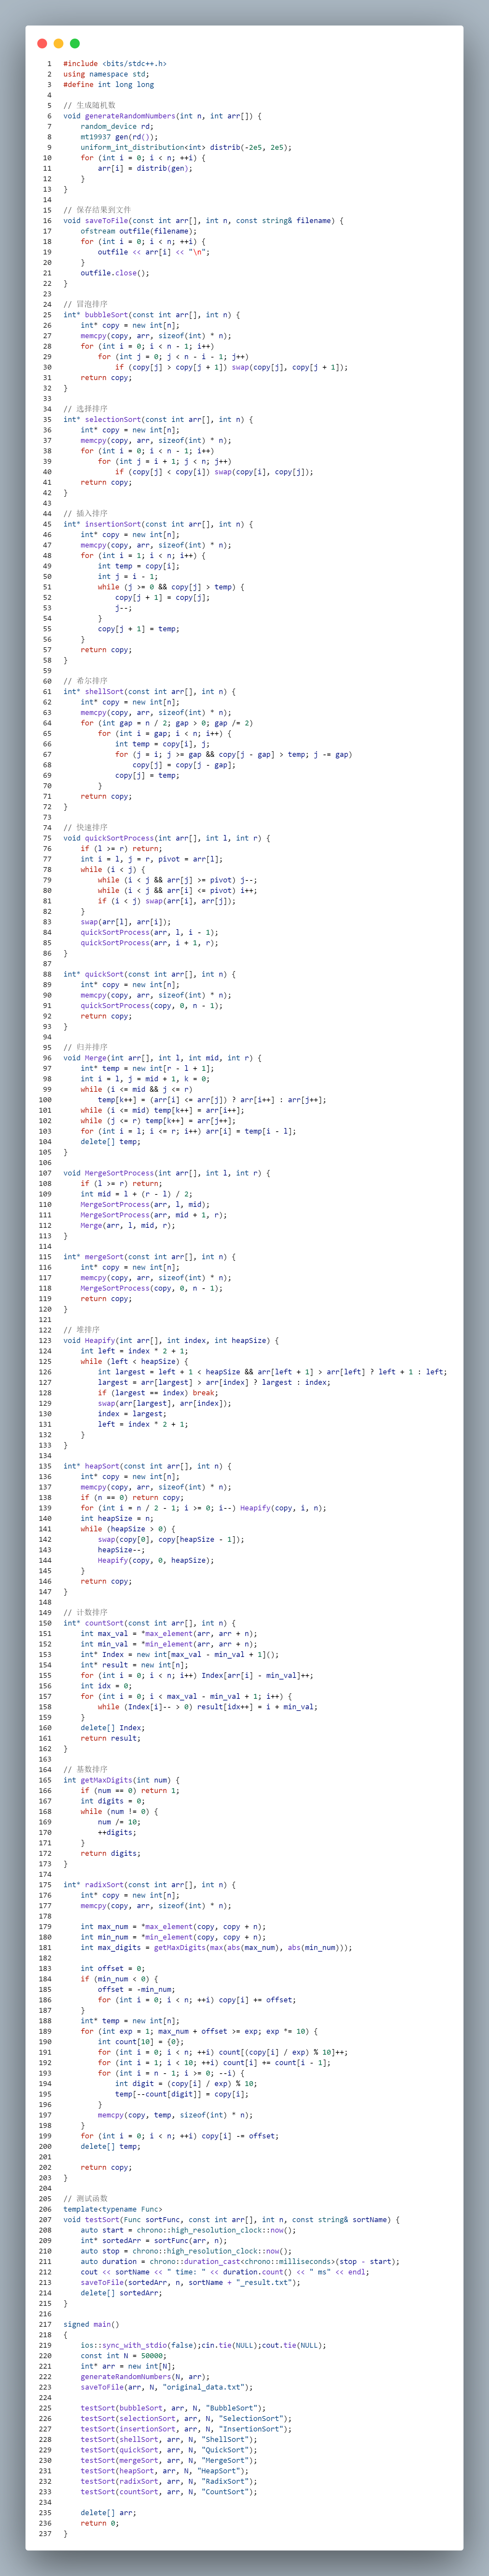 1 #include <bits/stdc++.h>
2 using namespace std;
3 #define int long long
4
5 // 生成随机数
6 void generateRandomNumbers(int n, int arr[]) {
7     random_device rd;
8     mt19937 gen(rd());
9     uniform_int_distribution<int> distrib(-2e5, 2e5);
10     for (int i = 0; i < n; ++i) {
11         arr[i] = distrib(gen);
12     }
13 }
14
15 // 保存结果到文件
16 void saveToFile(const int arr[], int n, const string& filename) {
17     ofstream outfile(filename);
18     for (int i = 0; i < n; ++i) {
19         outfile << arr[i] << "\n";
20     }
21     outfile.close();
22 }
23
24 // 冒泡排序
25 int* bubbleSort(const int arr[], int n) {
26     int* copy = new int[n];
27     memcpy(copy, arr, sizeof(int) * n);
28     for (int i = 0; i < n - 1; i++)
29         for (int j = 0; j < n - i - 1; j++)
30             if (copy[j] > copy[j + 1]) swap(copy[j], copy[j + 1]);
31     return copy;
32 }
33
34 // 选择排序
35 int* selectionSort(const int arr[], int n) {
36     int* copy = new int[n];
37     memcpy(copy, arr, sizeof(int) * n);
38     for (int i = 0; i < n - 1; i++)
39         for (int j = i + 1; j < n; j++)
40             if (copy[j] < copy[i]) swap(copy[i], copy[j]);
41     return copy;
42 }
43
44 // 插入排序
45 int* insertionSort(const int arr[], int n) {
46     int* copy = new int[n];
47     memcpy(copy, arr, sizeof(int) * n);
48     for (int i = 1; i < n; i++) {
49         int temp = copy[i];
50         int j = i - 1;
51         while (j >= 0 && copy[j] > temp) {
52             copy[j + 1] = copy[j];
53             j--;
54         }
55         copy[j + 1] = temp;
56     }
57     return copy;
58 }
59
60 // 希尔排序
61 int* shellSort(const int arr[], int n) {
62     int* copy = new int[n];
63     memcpy(copy, arr, sizeof(int) * n);
64     for (int gap = n / 2; gap > 0; gap /= 2)
65         for (int i = gap; i < n; i++) {
66             int temp = copy[i], j;
67             for (j = i; j >= gap && copy[j - gap] > temp; j -= gap)
68                 copy[j] = copy[j - gap];
69             copy[j] = temp;
70         }
71     return copy;
72 }
73
74 // 快速排序
75 void quickSortProcess(int arr[], int l, int r) {
76     if (l >= r) return;
77     int i = l, j = r, pivot = arr[l];
78     while (i < j) {
79         while (i < j && arr[j] >= pivot) j--;
80         while (i < j && arr[i] <= pivot) i++;
81         if (i < j) swap(arr[i], arr[j]);
82     }
83     swap(arr[l], arr[i]);
84     quickSortProcess(arr, l, i - 1);
85     quickSortProcess(arr, i + 1, r);
86 }
87
88 int* quickSort(const int arr[], int n) {
89     int* copy = new int[n];
90     memcpy(copy, arr, sizeof(int) * n);
91     quickSortProcess(copy, 0, n - 1);
92     return copy;
93 }
94
95 // 归并排序
96 void Merge(int arr[], int l, int mid, int r) {
97     int* temp = new int[r - l + 1];
98     int i = l, j = mid + 1, k = 0;
99     while (i <= mid && j <= r)
100         temp[k++] = (arr[i] <= arr[j]) ? arr[i++] : arr[j++];
101     while (i <= mid) temp[k++] = arr[i++];
102     while (j <= r) temp[k++] = arr[j++];
103     for (int i = l; i <= r; i++) arr[i] = temp[i - l];
104     delete[] temp;
105 }
106
107 void MergeSortProcess(int arr[], int l, int r) {
108     if (l >= r) return;
109     int mid = l + (r - l) / 2;
110     MergeSortProcess(arr, l, mid);
111     MergeSortProcess(arr, mid + 1, r);
112     Merge(arr, l, mid, r);
113 }
114
115 int* mergeSort(const int arr[], int n) {
116     int* copy = new int[n];
117     memcpy(copy, arr, sizeof(int) * n);
118     MergeSortProcess(copy, 0, n - 1);
119     return copy;
120 }
121
122 // 堆排序
123 void Heapify(int arr[], int index, int heapSize) {
124     int left = index * 2 + 1;
125     while (left < heapSize) {
126         int largest = left + 1 < heapSize && arr[left + 1] > arr[left] ? left + 1 : left;
127         largest = arr[largest] > arr[index] ? largest : index;
128         if (largest == index) break;
129         swap(arr[largest], arr[index]);
130         index = largest;
131         left = index * 2 + 1;
132     }
133 }
134
135 int* heapSort(const int arr[], int n) {
136     int* copy = new int[n];
137     memcpy(copy, arr, sizeof(int) * n);
138     if (n == 0) return copy;
139     for (int i = n / 2 - 1; i >= 0; i--) Heapify(copy, i, n);
140     int heapSize = n;
141     while (heapSize > 0) {
142         swap(copy[0], copy[heapSize - 1]);
143         heapSize--;
144         Heapify(copy, 0, heapSize);
145     }
146     return copy;
147 }
148
149 // 计数排序
150 int* countSort(const int arr[], int n) {
151     int max_val = *max_element(arr, arr + n);
152     int min_val = *min_element(arr, arr + n);
153     int* Index = new int[max_val - min_val + 1]();
154     int* result = new int[n];
155     for (int i = 0; i < n; i++) Index[arr[i] - min_val]++;
156     int idx = 0;
157     for (int i = 0; i < max_val - min_val + 1; i++) {
158         while (Index[i]-- > 0) result[idx++] = i + min_val;
159     }
160     delete[] Index;
161     return result;
162 }
163
164 // 基数排序
165 int getMaxDigits(int num) {
166     if (num == 0) return 1;
167     int digits = 0;
168     while (num != 0) {
169         num /= 10;
170         ++digits;
171     }
172     return digits;
173 }
174
175 int* radixSort(const int arr[], int n) {
176     int* copy = new int[n];
177     memcpy(copy, arr, sizeof(int) * n);
178
179     int max_num = *max_element(copy, copy + n);
180     int min_num = *min_element(copy, copy + n);
181     int max_digits = getMaxDigits(max(abs(max_num), abs(min_num)));
182
183     int offset = 0;
184     if (min_num < 0) {
185         offset = -min_num;
186         for (int i = 0; i < n; ++i) copy[i] += offset;
187     }
188     int* temp = new int[n];
189     for (int exp = 1; max_num + offset >= exp; exp *= 10) {
190         int count[10] = {0};
191         for (int i = 0; i < n; ++i) count[(copy[i] / exp) % 10]++;
192         for (int i = 1; i < 10; ++i) count[i] += count[i - 1];
193         for (int i = n - 1; i >= 0; --i) {
194             int digit = (copy[i] / exp) % 10;
195             temp[--count[digit]] = copy[i];
196         }
197         memcpy(copy, temp, sizeof(int) * n);
198     }
199     for (int i = 0; i < n; ++i) copy[i] -= offset;
200     delete[] temp;
201
202     return copy;
203 }
204
205 // 测试函数
206 template<typename Func>
207 void testSort(Func sortFunc, const int arr[], int n, const string& sortName) {
208     auto start = chrono::high_resolution_clock::now();
209     int* sortedArr = sortFunc(arr, n);
210     auto stop = chrono::high_resolution_clock::now();
211     auto duration = chrono::duration_cast<chrono::milliseconds>(stop - start);
212     cout << sortName << " time: " << duration.count() << " ms" << endl;
213     saveToFile(sortedArr, n, sortName + "_result.txt");
214     delete[] sortedArr;
215 }
216
217 signed main()
218 {
219     ios::sync_with_stdio(false);cin.tie(NULL);cout.tie(NULL);
220     const int N = 50000;
221     int* arr = new int[N];
222     generateRandomNumbers(N, arr);
223     saveToFile(arr, N, "original_data.txt");
224
225     testSort(bubbleSort, arr, N, "BubbleSort");
226     testSort(selectionSort, arr, N, "SelectionSort");
227     testSort(insertionSort, arr, N, "InsertionSort");
228     testSort(shellSort, arr, N, "ShellSort");
229     testSort(quickSort, arr, N, "QuickSort");
230     testSort(mergeSort, arr, N, "MergeSort");
231     testSort(heapSort, arr, N, "HeapSort");
232     testSort(radixSort, arr, N, "RadixSort");
233     testSort(countSort, arr, N, "CountSort");
234
235     delete[] arr;
236     return 0;
237 }